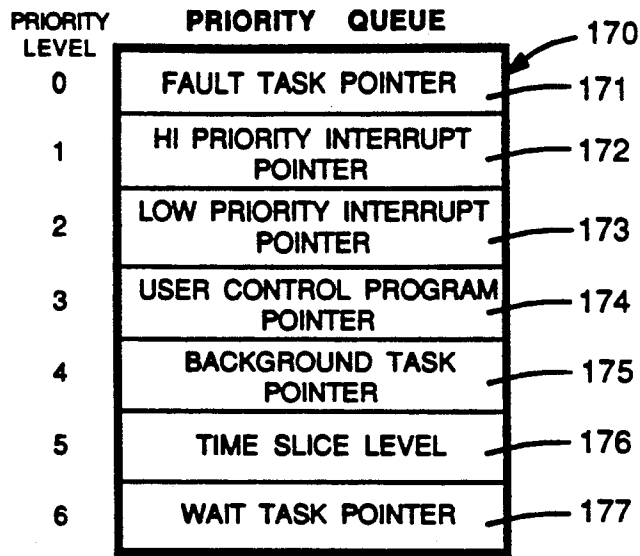 PRIORITY LEVEL
PRIORITY QUEUE
170
0 FAULT TASK POINTER 171
1 HI PRIORITY INTERRUPT POINTER 172
2 LOW PRIORITY INTERRUPT POINTER 173
3 USER CONTROL PROGRAM POINTER 174
4 BACKGROUND TASK POINTER 175
5 TIME SLICE LEVEL 176
6 WAIT TASK POINTER 177